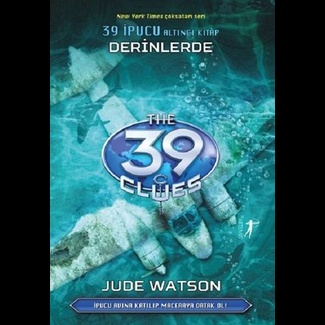 New York Times çoksatan seri
39 İPUCU ALTINCI KİTAP
DERİNLERDE
THE
39
CLUES
JUDE WATSON
İPUCU AVINA KATILIP MACERAYA ORTAK OL!